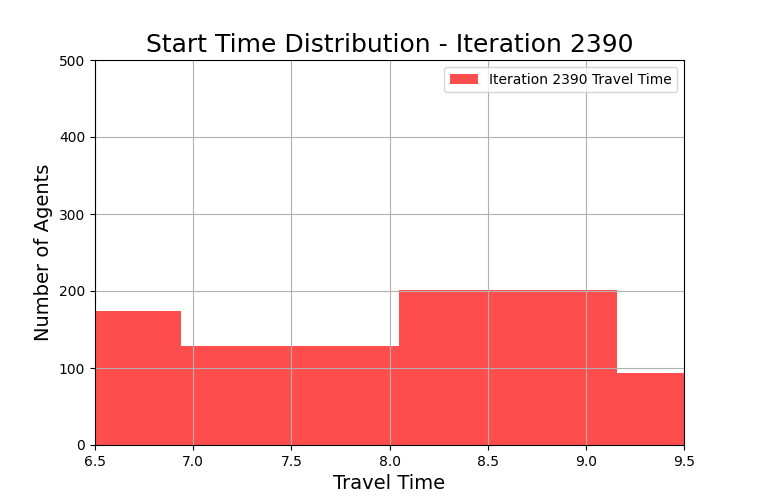 Start Time Distribution - Iteration 2390
Iteration 2390 Travel Time
Number of Agents
500
400
300
200
100
0
6.5 7.0 7.5 8.0 8.5 9.0 9.5
Travel Time